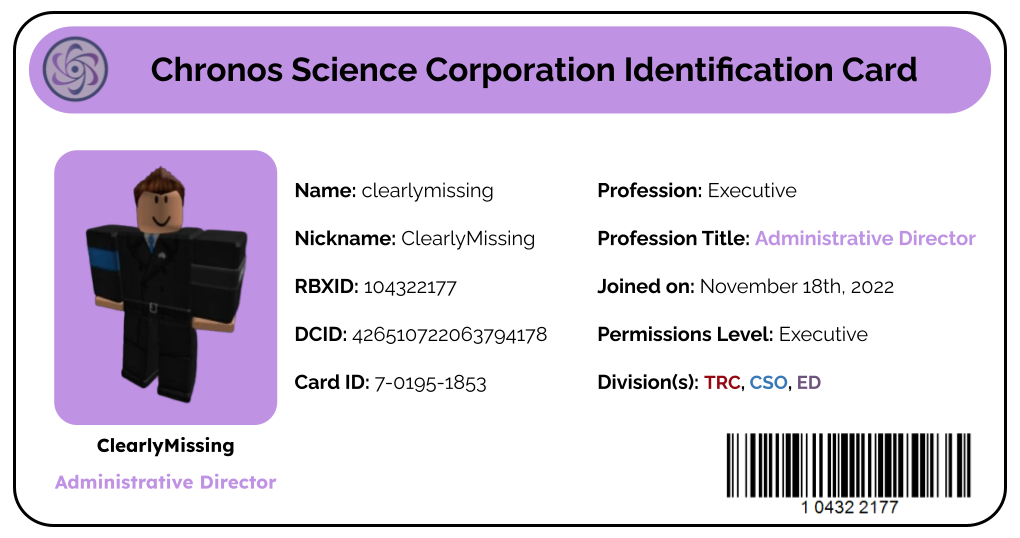 Chronos Science Corporation Identification Card
Name: clearlymissing
Nickname: ClearlyMissing
RBXID: 104322177
DCID: 426510722063794178
Card ID: 7-0195-1853
Profession: Executive
Profession Title: Administrative Director
Joined on: November 18th, 2022
Permissions Level: Executive
Division(s): TRC, CSO, ED
ClearlyMissing
Administrative Director
1 0432 2177